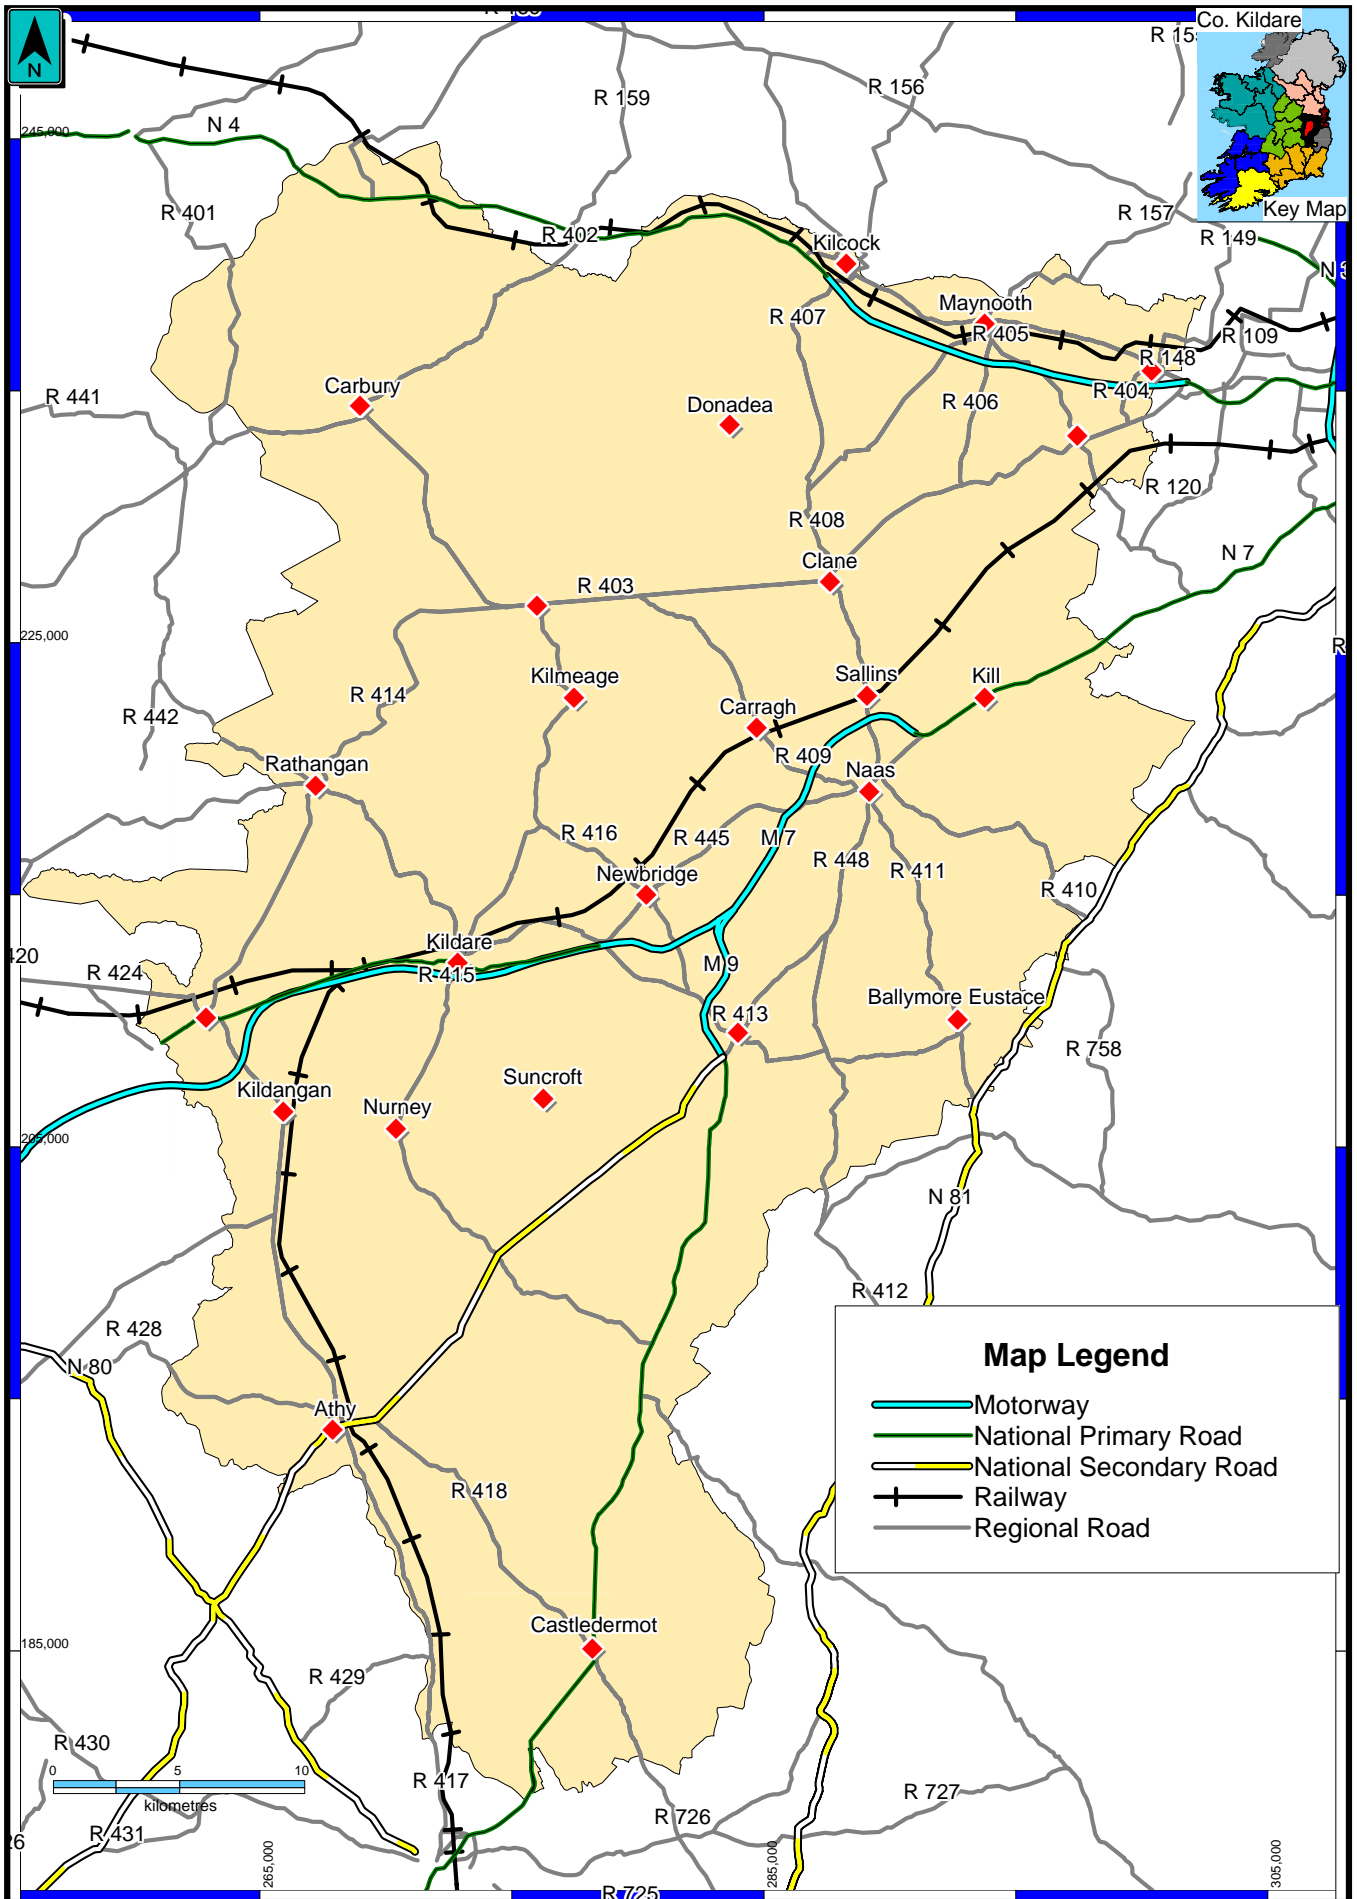 Co. Kildare
Key Map
N
R 156
R 159
N 4
245,000
R 401
R 402
R 157
R 149
Kilcock
Maynooth
R 407
R 405
R 109
R 148
R 404
R 441
Carbury
Donadea
R 406
R 120
R 408
N 7
Clane
R 403
225,000
Kilmeage
Sallins
Kill
R 414
R 442
Carragh
R 409
Rathangan
Naas
R 416
R 445
M 7
R 448
R 411
Newbridge
R 410
Kildare
R 424
R 415
M 9
Ballymore Eustace
R 413
R 758
Suncroft
Kildangan
Nurney
205,000
N 81
R 412
R 428
N 80
Athy
Map Legend
Motorway
National Primary Road
National Secondary Road
Railway
Regional Road
R 418
Castledermot
185,000
R 429
R 430
0 5 10
kilometres
R 417
R 727
R 726
R 431
26
265,000
285,000
305,000
R 725